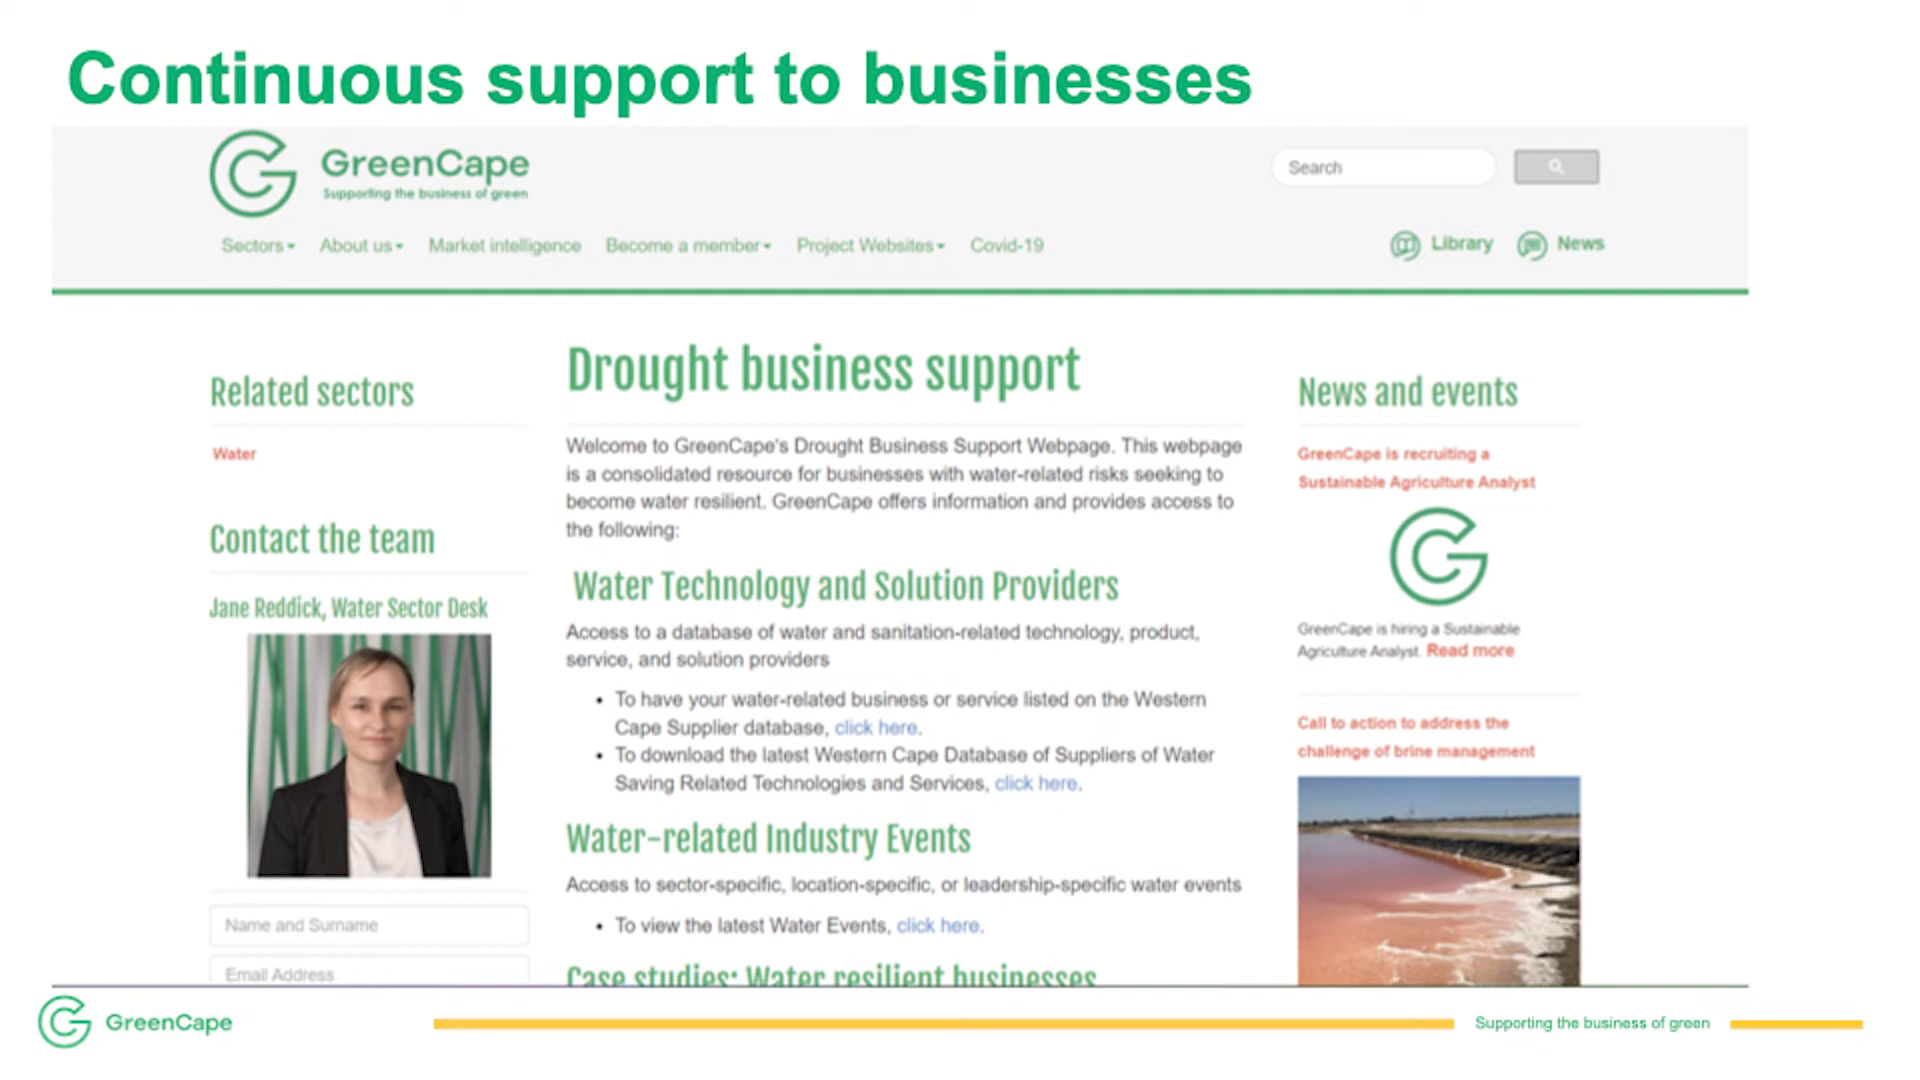 Continuous support to businesses
GreenCape
Supporting the business of green
Search
Sectors
About us
Market intelligence
Become a member
Project Websites
Covid-19
Library
News
Related sectors
Water
Contact the team
Jane Reddick, Water Sector Desk
Name and Surname
Email Address
Drought business support
Welcome to GreenCape's Drought Business Support Webpage. This webpage
is a consolidated resource for businesses with water-related risks seeking to
become water resilient. GreenCape offers information and provides access to
the following:
Water Technology and Solution Providers
Access to a database of water and sanitation-related technology, product,
service, and solution providers
• To have your water-related business or service listed on the Western
Cape Supplier database, click here.
• To download the latest Western Cape Database of Suppliers of Water
Saving Related Technologies and Services, click here.
Water-related Industry Events
Access to sector-specific, location-specific, or leadership-specific water events
• To view the latest Water Events, click here.
Case studies: Water resilient businesses
News and events
GreenCape is recruiting a
Sustainable Agriculture Analyst
GreenCape is hiring a Sustainable
Agriculture Analyst. Read more
Call to action to address the
challenge of brine management
GreenCape
Supporting the business of green